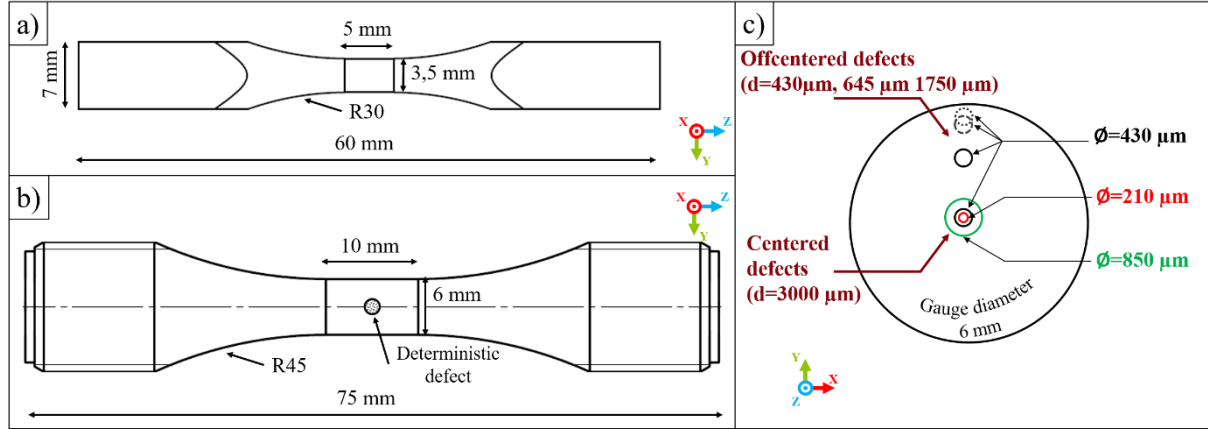 a)
5 mm
7 mm
3,5 mm
R30
60 mm
X
Z
Y
b)
10 mm
6 mm
R45
Deterministic
defect
75 mm
X
Z
Y
c)
Offcentered defects
(d=430µm, 645 µm 1750 µm)
Ø=430 µm
Ø=210 µm
Ø=850 µm
Centered
defects
(d=3000 µm)
Gauge diameter
6 mm
Y
X
Z